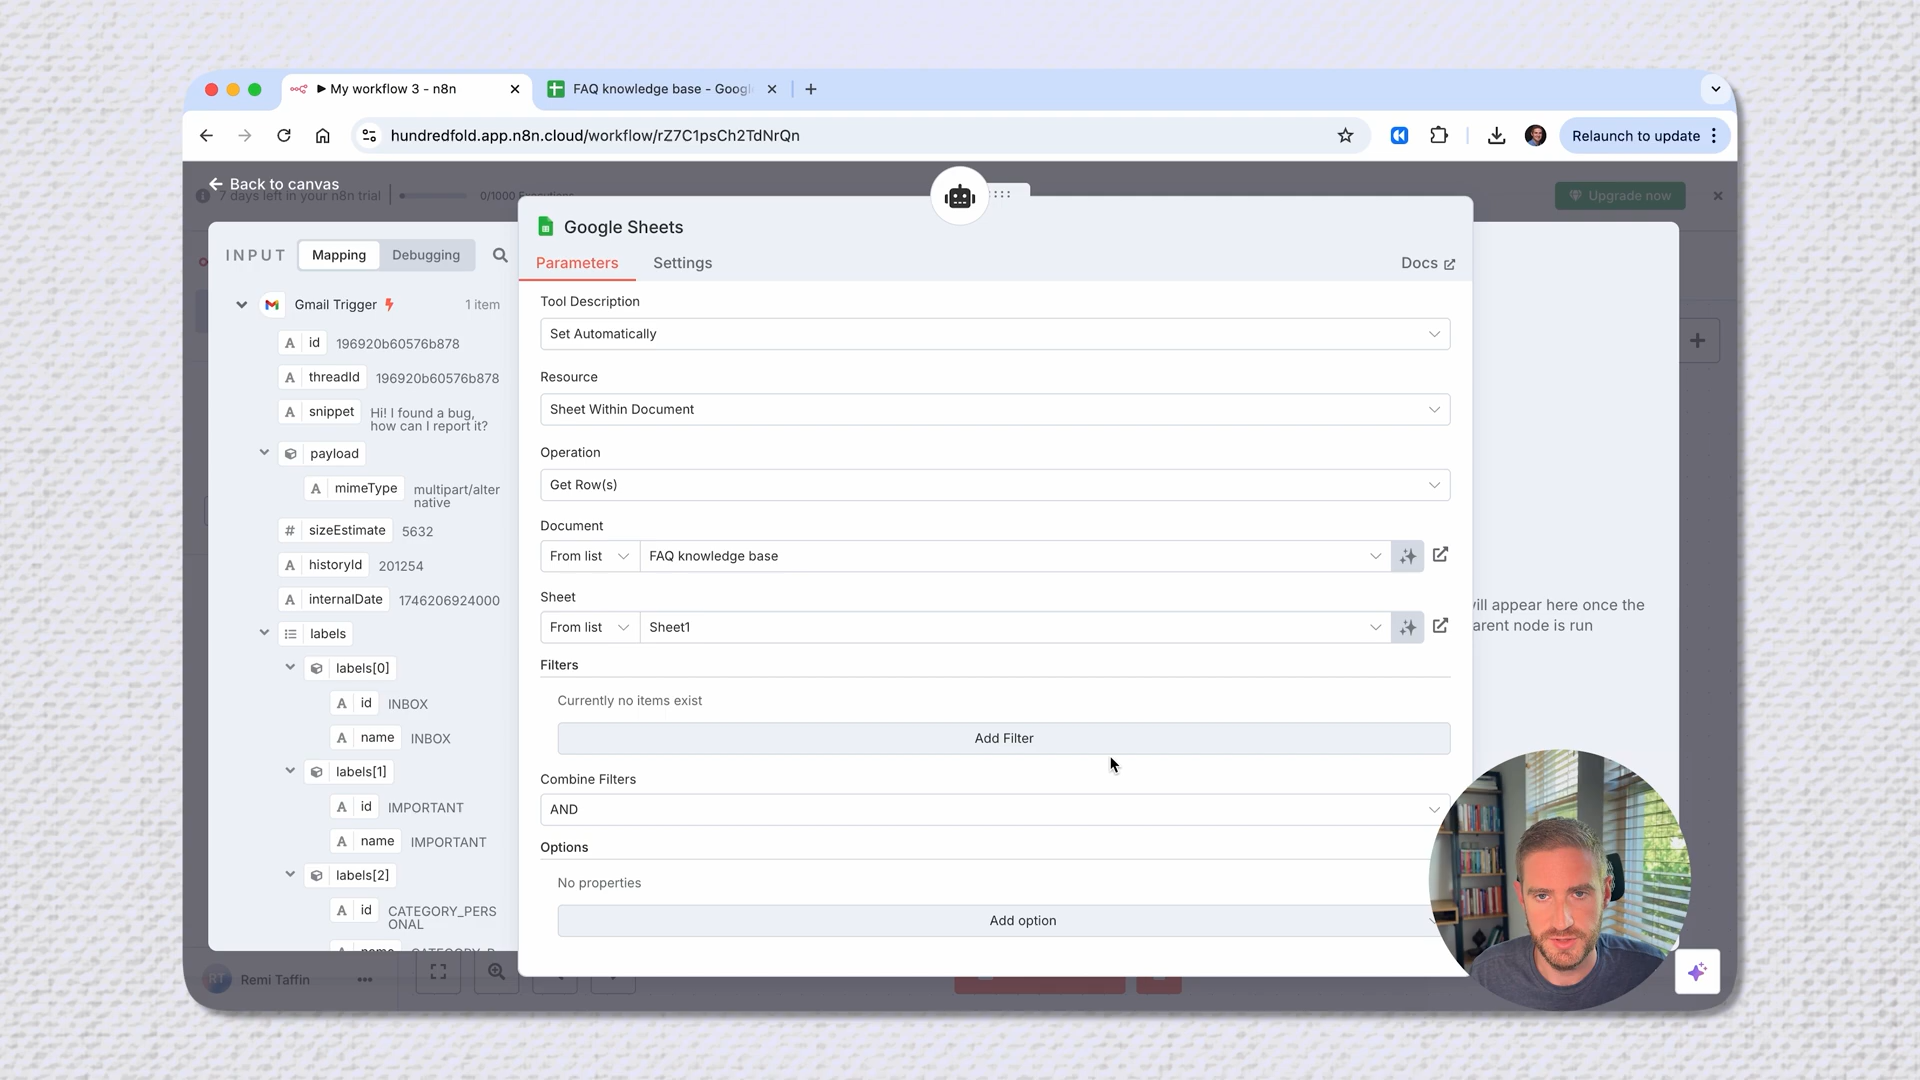 My workflow 3 - n8n
FAQ knowledge base - Googl
hundredfold.app.n8n.cloud/workflow/rZ7C1psCh2TdNrQn
Relaunch to update
Back to canvas
7 days left in your n8n trial
0/1000 Executions
Upgrade now
INPUT
Mapping
Debugging
Gmail Trigger
1 item
A id 196920b60576b878
A threadId 196920b60576b878
A snippet Hi! I found a bug,
how can I report it?
payload
A mimeType multipart/alter
native
# sizeEstimate 5632
A historyId 201254
A internalDate 1746206924000
labels
labels[0]
A id INBOX
A name INBOX
labels[1]
A id IMPORTANT
A name IMPORTANT
labels[2]
A id CATEGORY_PERS
ONAL
Google Sheets
Parameters
Settings
Docs
Tool Description
Set Automatically
Resource
Sheet Within Document
Operation
Get Row(s)
Document
From list
FAQ knowledge base
Sheet
From list
Sheet1
Filters
Currently no items exist
Add Filter
Combine Filters
AND
Options
No properties
Add option
will appear here once the
arent node is run
RT
Remi Taffin